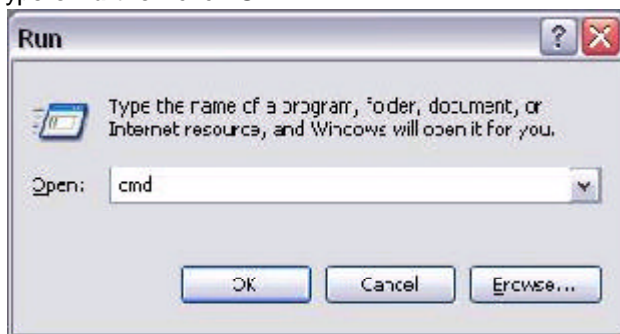 Run
Type the name of a program, folder, document, or
Internet resource, and Windows will open it for you.
Open:
cmd
OK
Cancel
Browse...